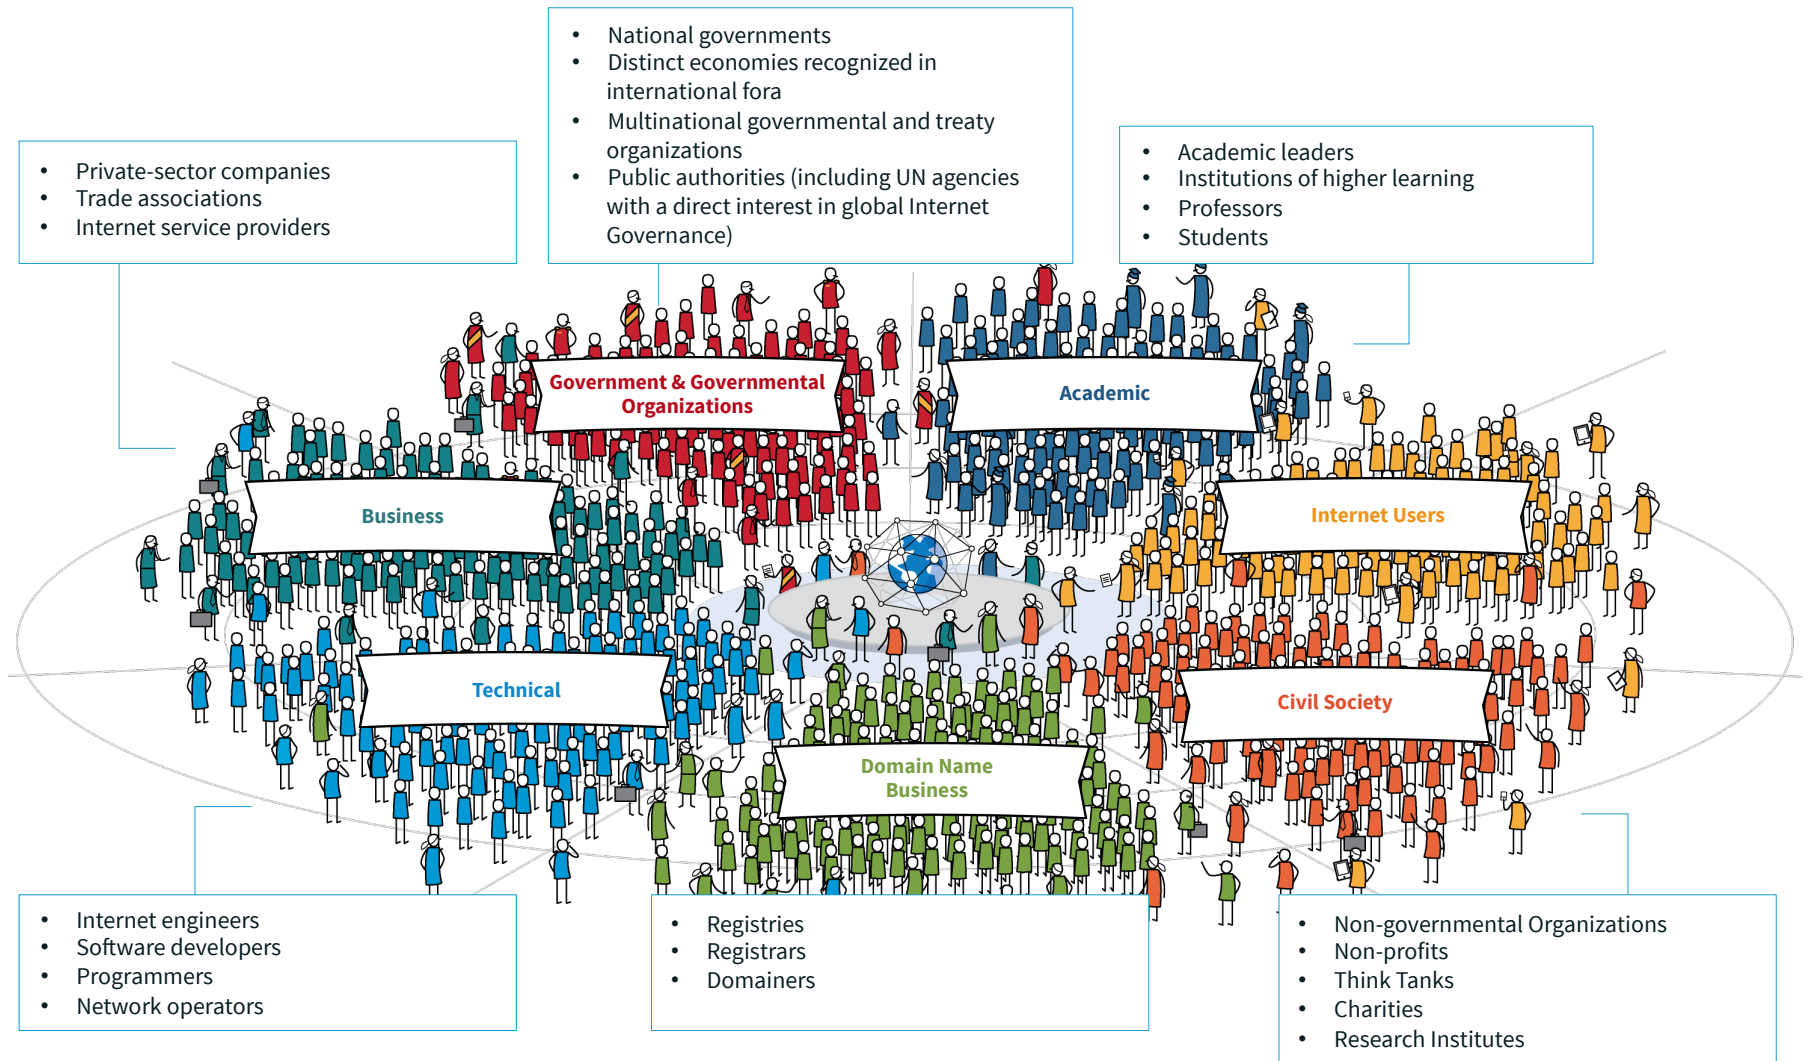 • National governments
• Distinct economies recognized in
international fora
• Multinational governmental and treaty
organizations
• Public authorities (including UN agencies
with a direct interest in global Internet
Governance)
• Private-sector companies
• Trade associations
• Internet service providers
• Academic leaders
• Institutions of higher learning
• Professors
• Students
Government & Governmental
Organizations
Academic
Business
Internet Users
Technical
Civil Society
Domain Name
Business
• Internet engineers
• Software developers
• Programmers
• Network operators
• Registries
• Registrars
• Domainers
• Non-governmental Organizations
• Non-profits
• Think Tanks
• Charities
• Research Institutes